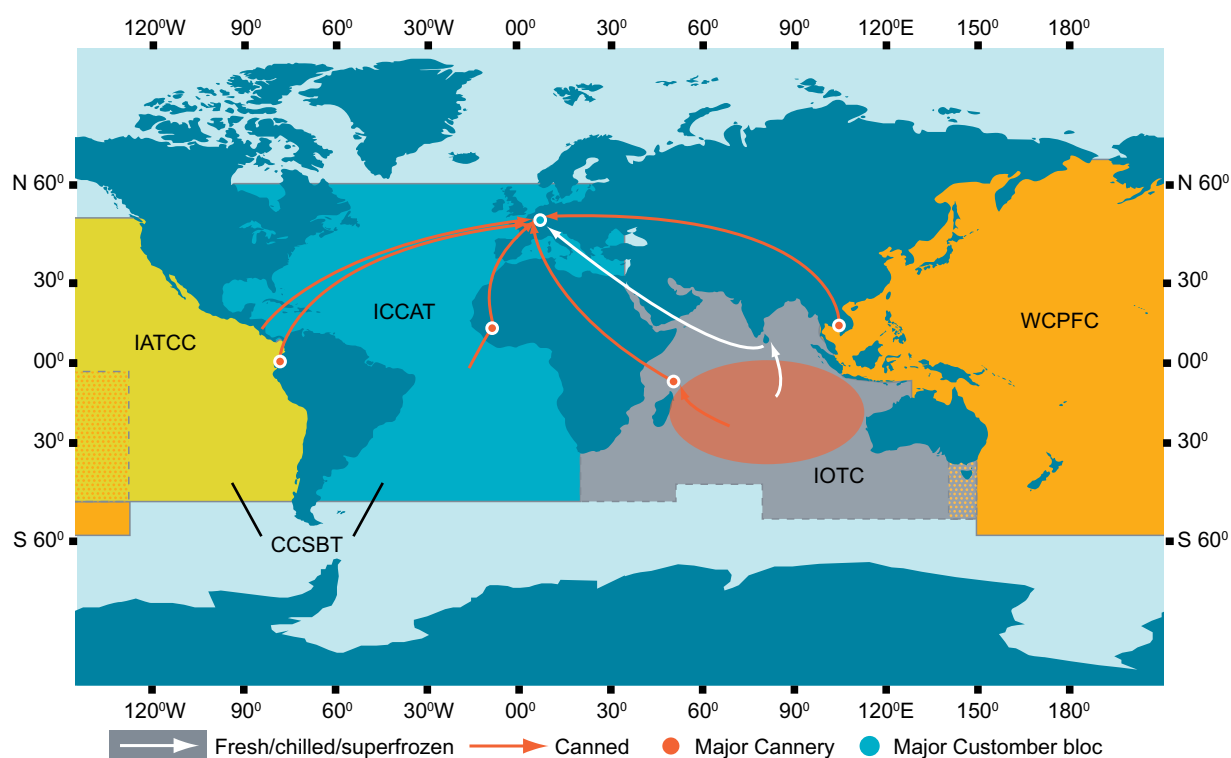 120⁰W 90⁰ 60⁰ 30⁰W 00⁰ 30⁰ 60⁰ 90⁰ 120⁰E 150⁰ 180⁰
N 60⁰ N 60⁰
30⁰ 30⁰
ICCAT
WCPFC
IATCC
00⁰ 00⁰
30⁰ 30⁰
IOTC
S 60⁰ CCSBT S 60⁰
120⁰W 90⁰ 60⁰ 30⁰W 00⁰ 30⁰ 60⁰ 90⁰ 120⁰E 150⁰ 180⁰
Fresh/chilled/superfrozen Canned Major Cannery Major Customber bloc